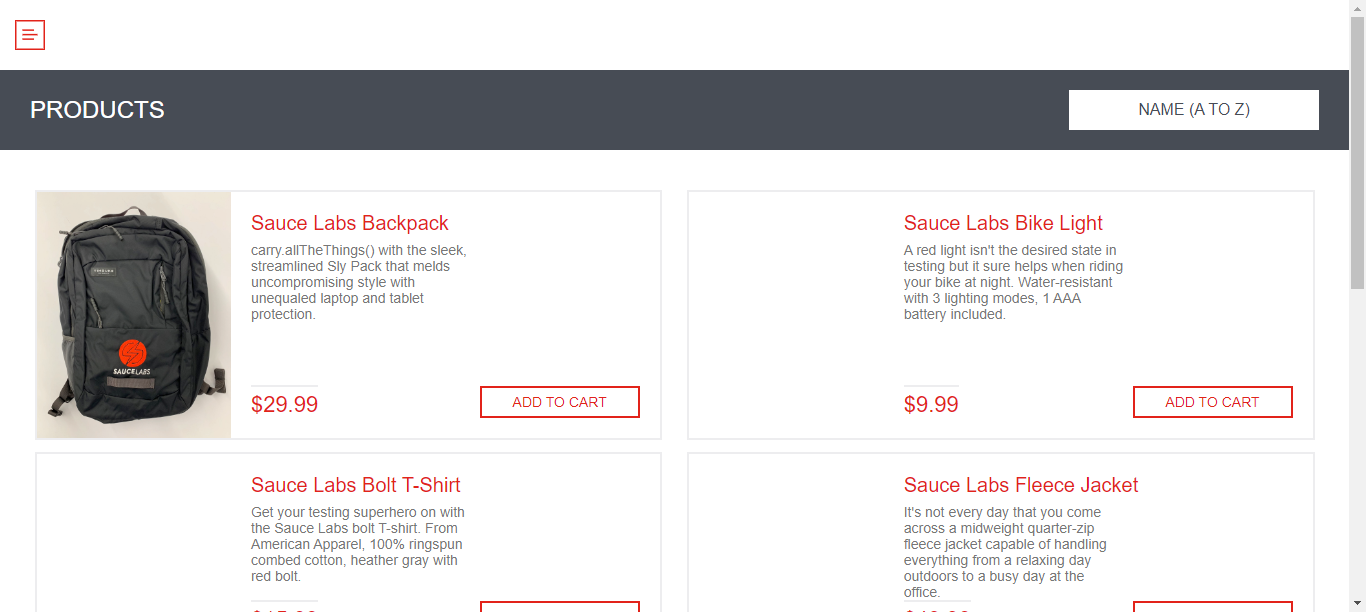 PRODUCTS
NAME (A TO Z)
Sauce Labs Backpack
carry.allTheThings() with the sleek,
streamlined Sly Pack that melds
uncompromising style with
unequaled laptop and tablet
protection.
SAUCELABS
$29.99
ADD TO CART
Sauce Labs Bike Light
A red light isn't the desired state in
testing but it sure helps when riding
your bike at night. Water-resistant
with 3 lighting modes, 1 AAA
battery included.
$9.99
ADD TO CART
Sauce Labs Bolt T-Shirt
Get your testing superhero on with
the Sauce Labs bolt T-shirt. From
American Apparel, 100% ringspun
combed cotton, heather gray with
red bolt.
Sauce Labs Fleece Jacket
It's not every day that you come
across a midweight quarter-zip
fleece jacket capable of handling
everything from a relaxing day
outdoors to a busy day at the
office.